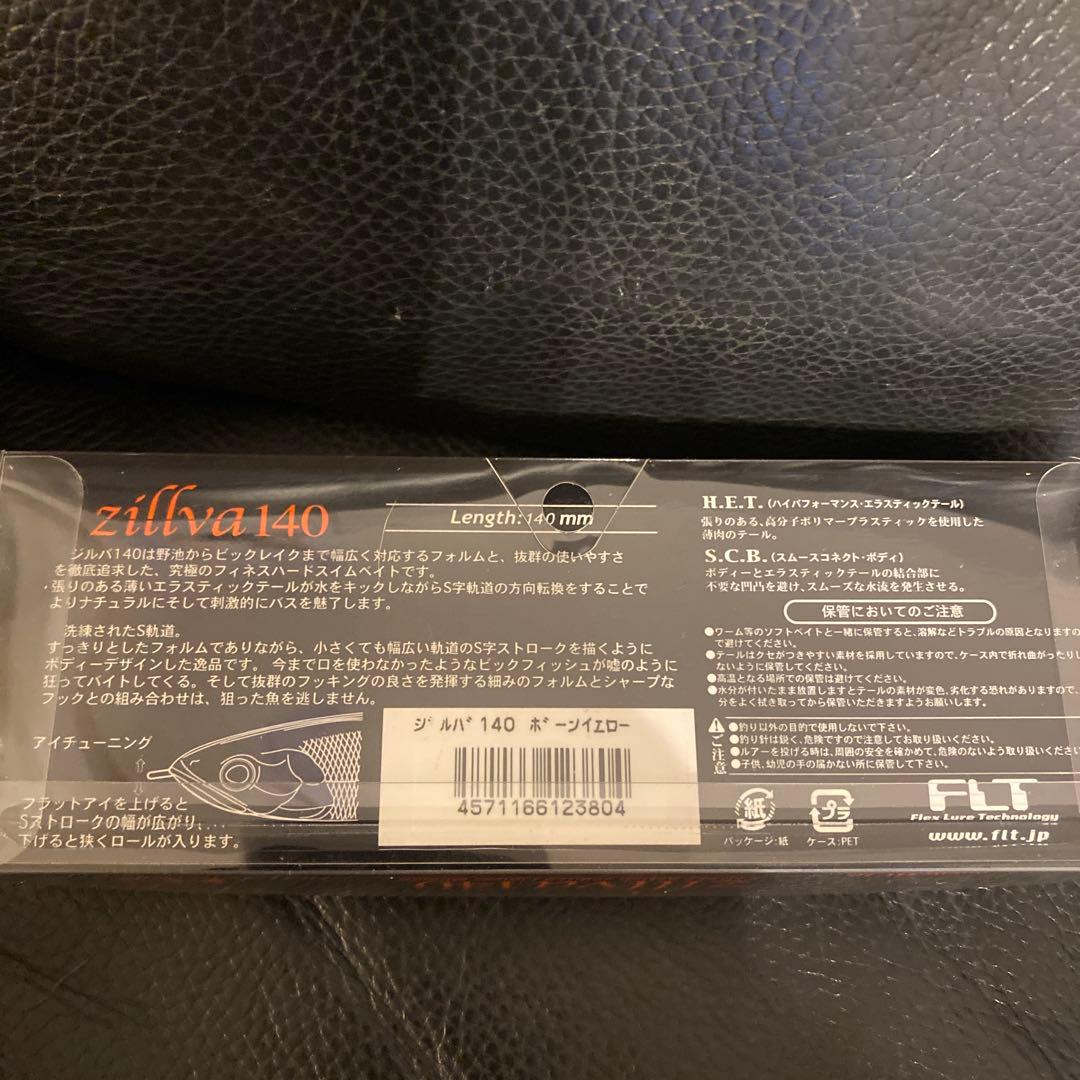 zillva140
Length: 140 mm
ジルバ140は野池からビックレイクまで幅広く対応するフォルムと、抜群の使いやすさ
を徹底追求した、究極のフィネスハードスイムベイトです。
張りのある薄いエラスティックテールが水をキックしながらS字軌道の方向転換をすることで
よりナチュラルにそして刺激的にバスを魅了します。
洗練されたS軌道。
すっきりとしたフォルムでありながら、小さくても幅広い軌道のS字ストロークを描くように
ボディーデザインした逸品です。今まで口を使わなかったようなビックフィッシュが嘘のように
狂ってバイトしてくる。そして抜群のフッキングの良さを発揮する細みのフォルムとシャープな
フックとの組み合わせは、狙った魚を逃しません。
アイチューニング
フラットアイを上げると
Sストロークの幅が広がり、
下げると狭くロールが入ります。
ジルバ140 ボーンイエロー
4571166123804
H.E.T.(ハイパフォーマンス・エラスティックテール)
張りのある、高分子ポリマープラスティックを使用した
薄肉のテール。
S.C.B.(スムースコネクト・ボディ)
ボディーとエラスティックテールの結合部に
不要な凹凸を避け、スムーズな水流を発生させる。
保管においてのご注意
●ワーム等のソフトベイトと一緒に保管すると、溶解などトラブルの原因となりますの
で避けてください。
●テールはクセがつきやすい素材を採用していますので、ケース内で折れ曲がったりし
ないように保管してください。
●高温となる場所での保管は避けてください。
●水分が付いたまま放置しますとテールの素材が変色、劣化する恐れがありますので、
分をよく拭き取ってから保管いただきますようお願します。
ご注意
●釣り以外の目的で使用しないで下さい。
●釣り針は鋭く、危険ですので注意してお取り扱いください。
●ルアーを投げる時は、周囲の安全を確かめて、危険のないよう取り扱いくださ
●子供、幼児の手の届かない所に保管して下さい。
紙
パッケージ:紙
プラ
ケース:PET
FLT
Flex Lure Technology
www.flt.jp